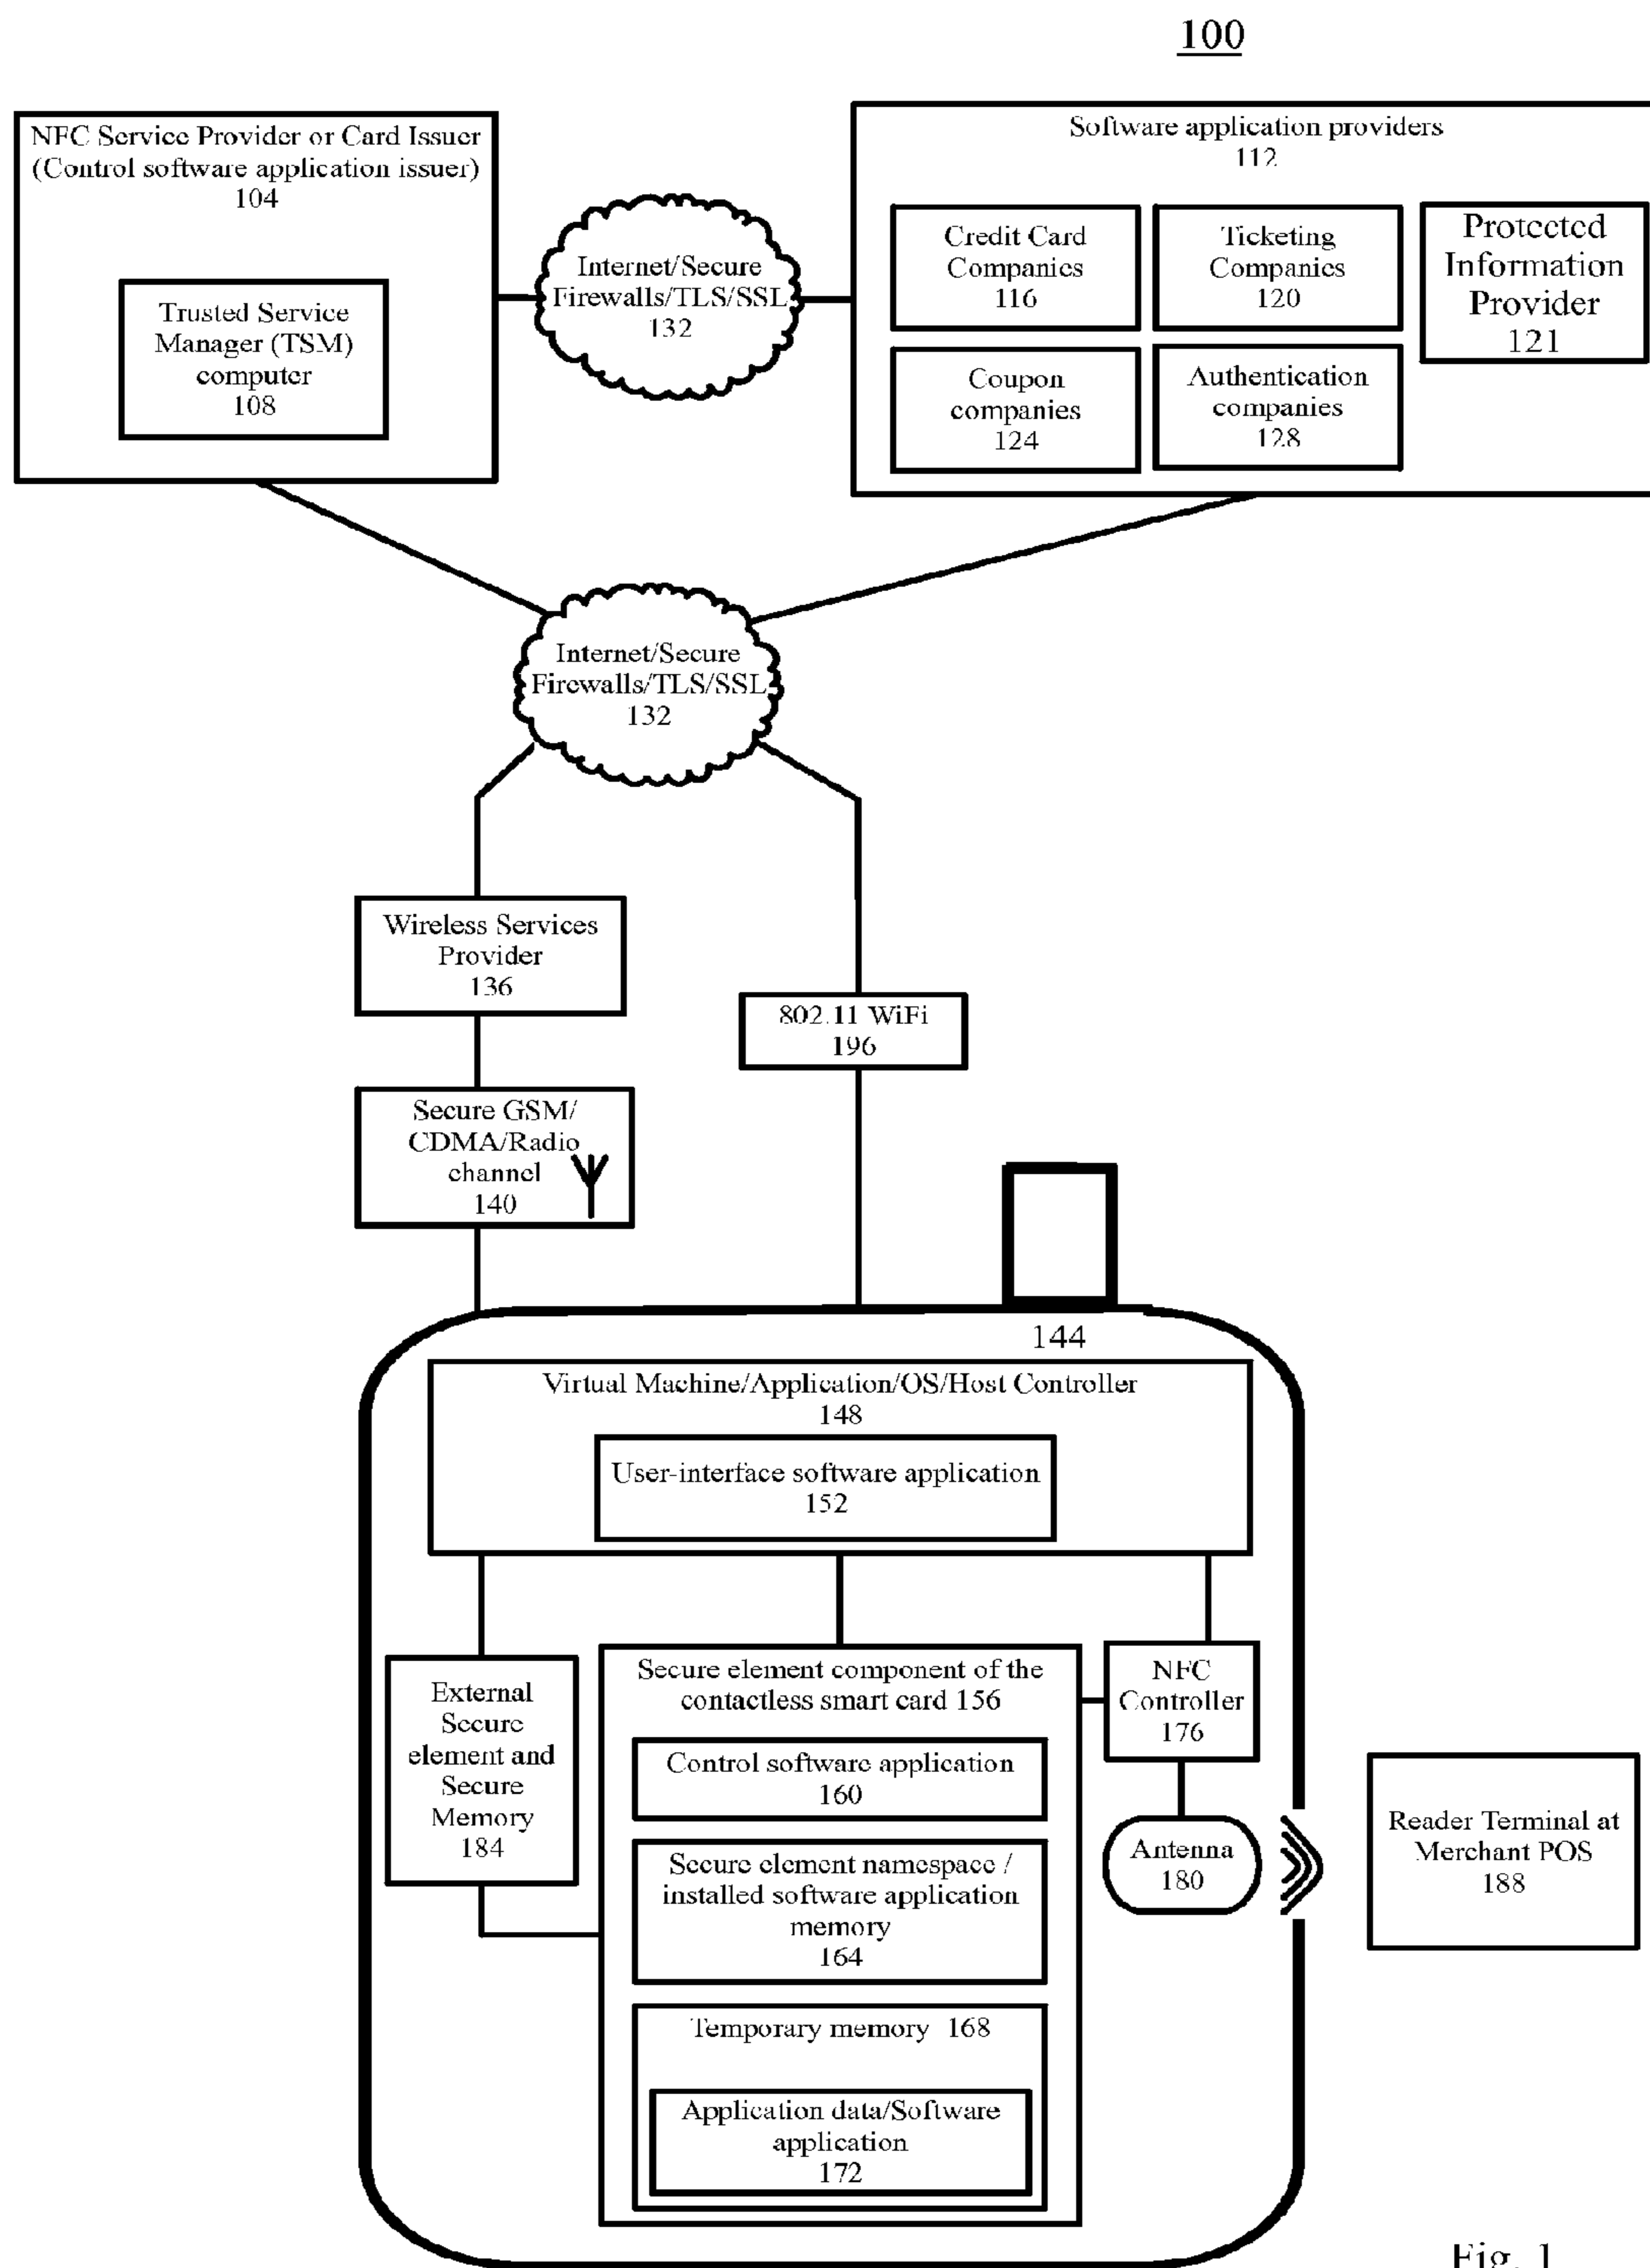 100
NFC Service Provider or Card Issuer
(Control software application issuer)
104
Trusted Service
Manager (TSM)
computer
108
Internet/Secure
Firewalls/TLS/SSL
132
Software application providers
112
Credit Card
Companies
116
Ticketing
Companies
120
Protected
Information
Provider
121
Coupon
companies
124
Authentication
companies
128
Internet/Secure
Firewalls/TLS/SSL
132
Wireless Services
Provider
136
802.11 WiFi
196
Secure GSM/
CDMA/Radio
channel
140
144
Virtual Machine/Application/OS/Host Controller
148
User-interface software application
152
External
Secure
element and
Secure
Memory
184
Secure element component of the
contactless smart card 156
Control software application
160
Secure element namespace /
installed software application
memory
164
Temporary memory 168
Application data/Software
application
172
NFC
Controller
176
Antenna
180
Reader Terminal at
Merchant POS
188
Fig. 1